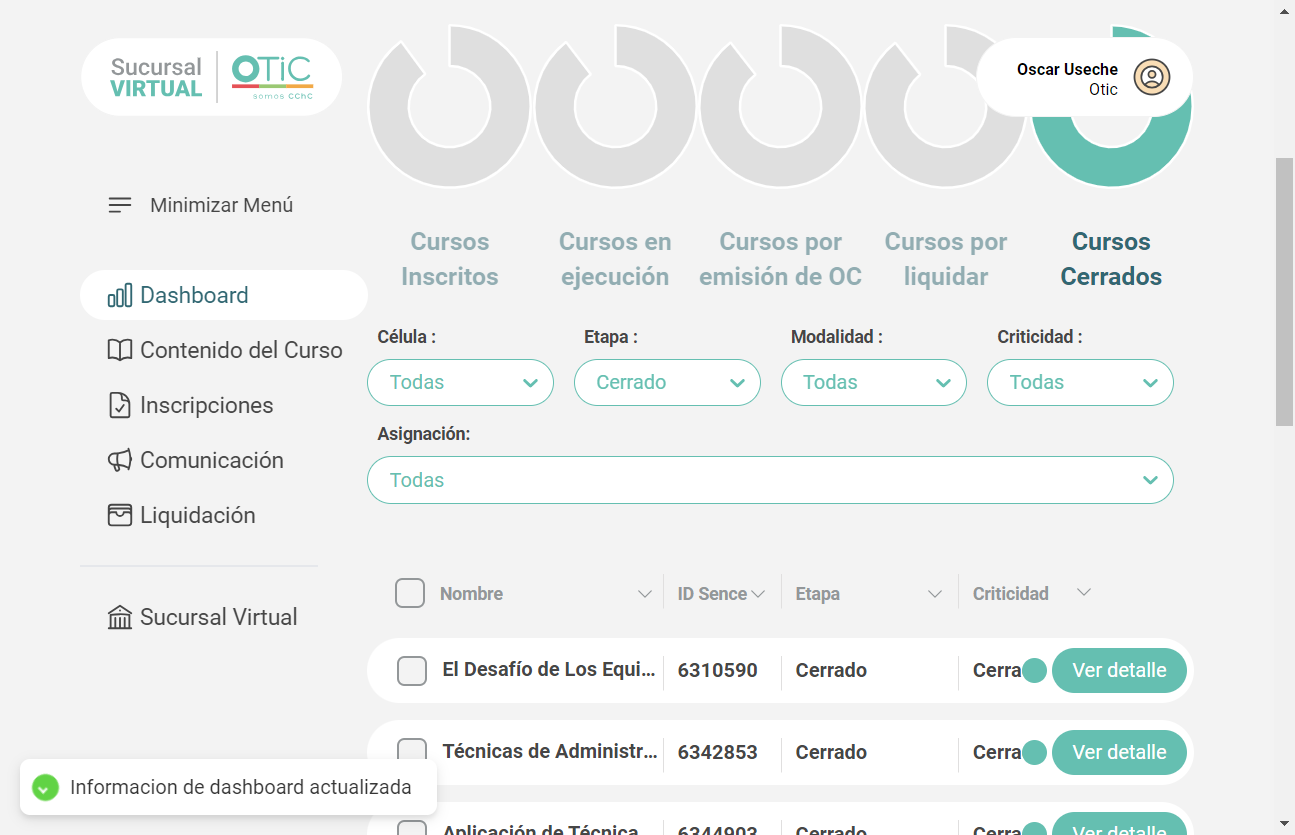 Sucursal
VIRTUAL
OTiC
somos CChC
Oscar Useche
Otic
Minimizar Menú
Dashboard
Contenido del Curso
Inscripciones
Comunicación
Liquidación
Sucursal Virtual
Cursos
Inscritos
Cursos en
ejecución
Cursos por
emisión de OC
Cursos por
liquidar
Cursos
Cerrados
Célula :
Etapa :
Modalidad :
Criticidad :
Todas
Cerrado
Todas
Todas
Asignación:
Todas
Nombre
ID Sence
Etapa
Criticidad
El Desafío de Los Equi...
6310590
Cerrado
Cerra
Ver detalle
Técnicas de Administr...
6342853
Cerrado
Cerra
Ver detalle
Aplicación de Técnica
6344903
Cerrado
Cerra
Ver detalle
Informacion de dashboard actualizada